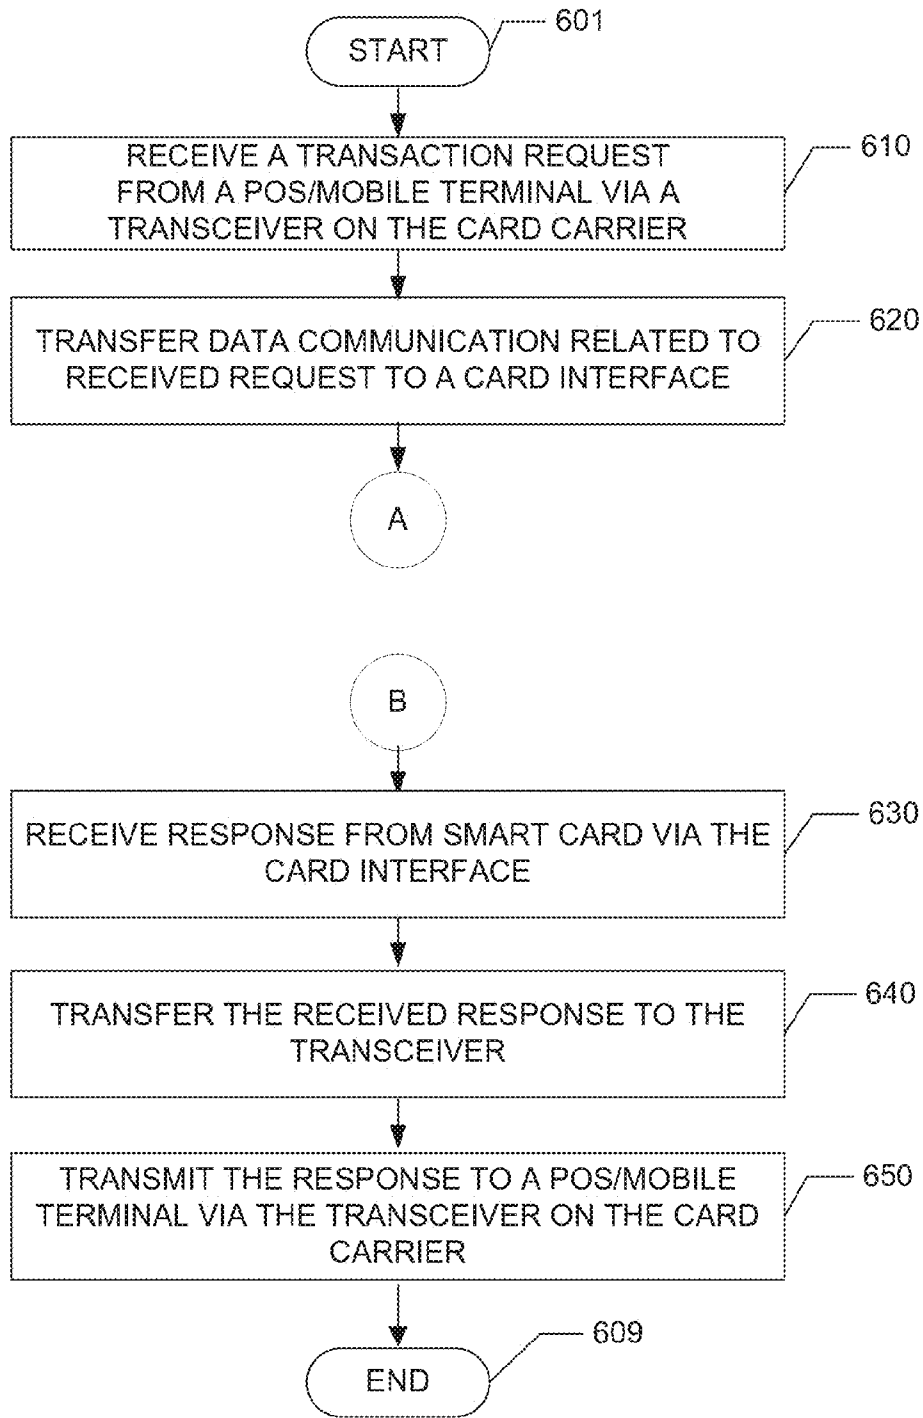 START
601
RECEIVE A TRANSACTION REQUEST
FROM A POS/MOBILE TERMINAL VIA A
TRANSCEIVER ON THE CARD CARRIER
610
TRANSFER DATA COMMUNICATION RELATED TO
RECEIVED REQUEST TO A CARD INTERFACE
620
A
B
RECEIVE RESPONSE FROM SMART CARD VIA THE
CARD INTERFACE
630
TRANSFER THE RECEIVED RESPONSE TO THE
TRANSCEIVER
640
TRANSMIT THE RESPONSE TO A POS/MOBILE
TERMINAL VIA THE TRANSCEIVER ON THE CARD
CARRIER
650
END
609